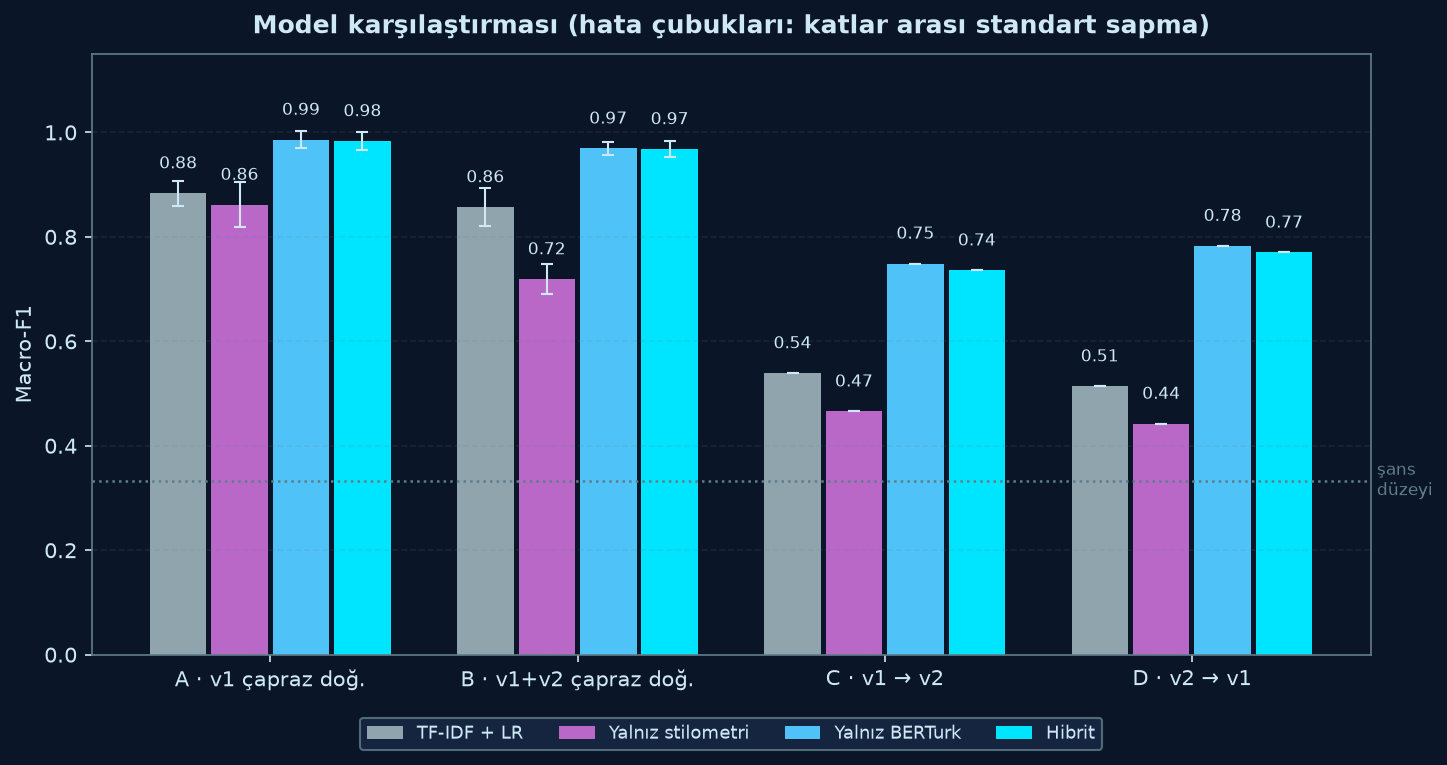 Model karşılaştırması (hata çubukları: katlar arası standart sapma)
Macro-F1
1.0
0.8
0.6
0.4
0.2
0.0
0.88
0.86
0.99
0.98
0.86
0.72
0.97
0.97
0.54
0.47
0.75
0.74
0.51
0.44
0.78
0.77
şans
düzeyi
A · v1 çapraz doğ.
B · v1+v2 çapraz doğ.
C · v1 → v2
D · v2 → v1
TF-IDF + LR
Yalnız stilometri
Yalnız BERTurk
Hibrit